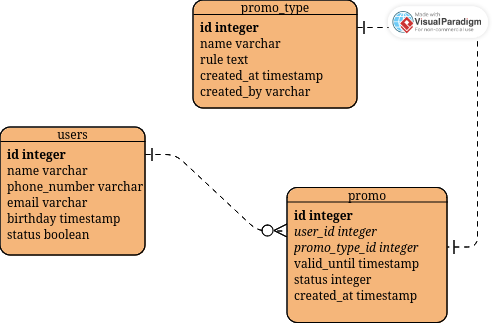 promo_type
id integer
name varchar
rule text
created_at timestamp
created_by varchar
Made with
VisualParadigm
For non-commercial use
users
id integer
name varchar
phone_number varchar
email varchar
birthday timestamp
status boolean
promo
id integer
user_id integer
promo_type_id integer
valid_until timestamp
status integer
created_at timestamp